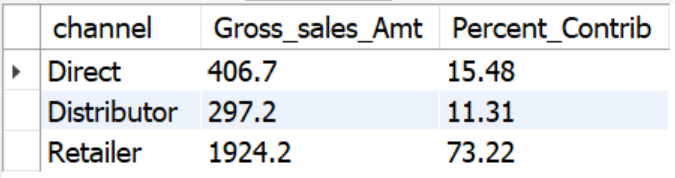 channel Gross_sales_Amt Percent_Contrib
Direct 406.7 15.48
Distributor 297.2 11.31
Retailer 1924.2 73.22